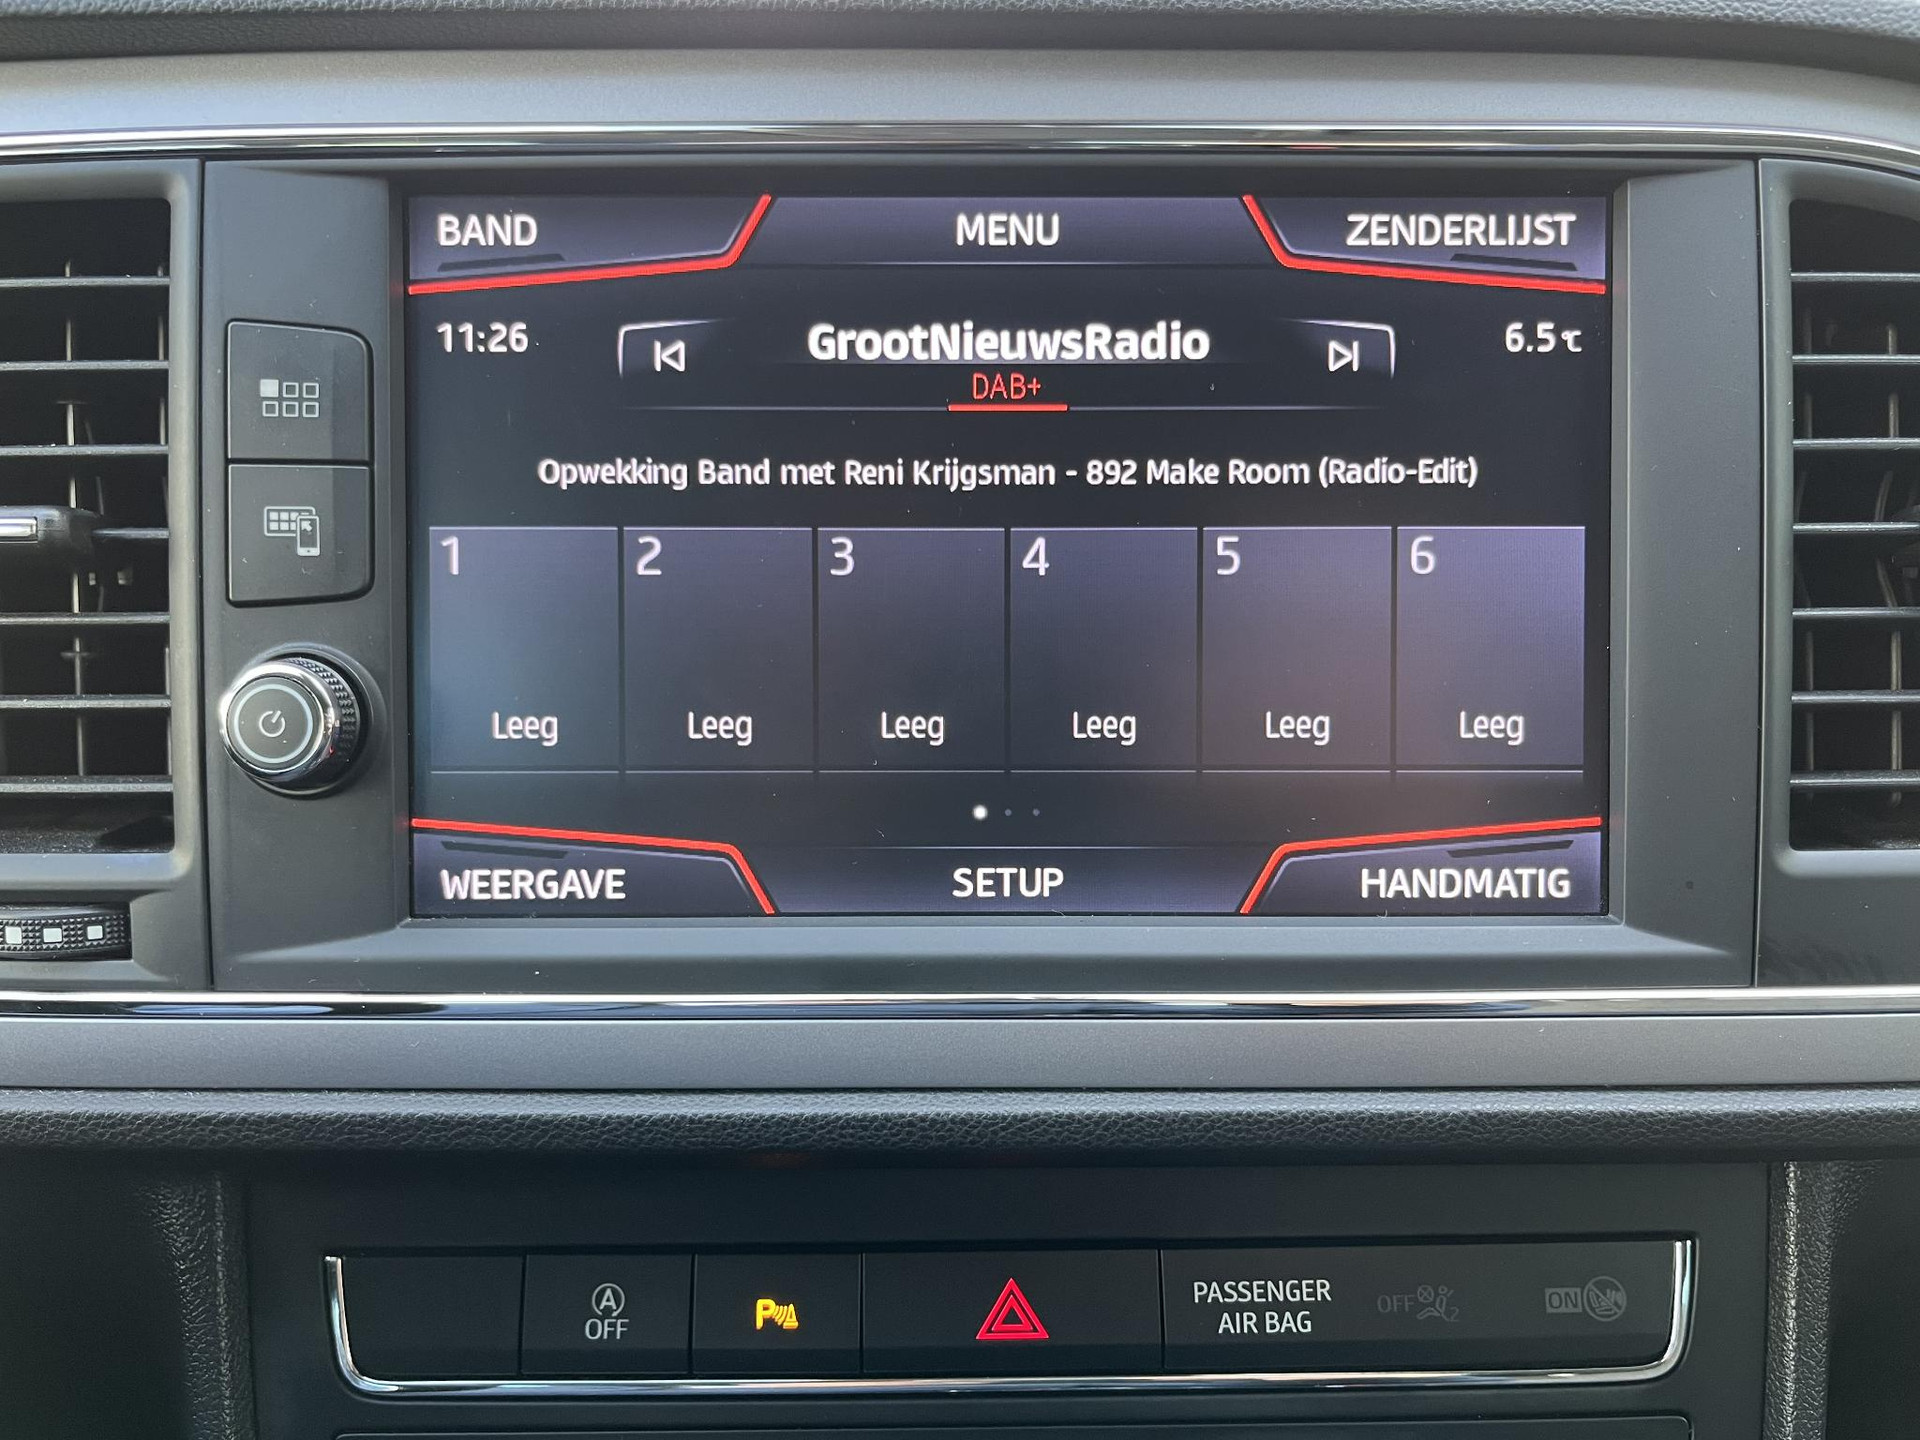 BAND MENU ZENDERLIJST
11:26 GrootNieuwsRadio 6.5°C
DAB+
Opwekking Band met Reni Krijgsman - 892 Make Room (Radio-Edit)
1 2 3 4 5 6
Leeg Leeg Leeg Leeg Leeg Leeg
WEERGAVE SETUP HANDMATIG
A
OFF
P
PASSENGER
AIR BAG
OFF 2
ON